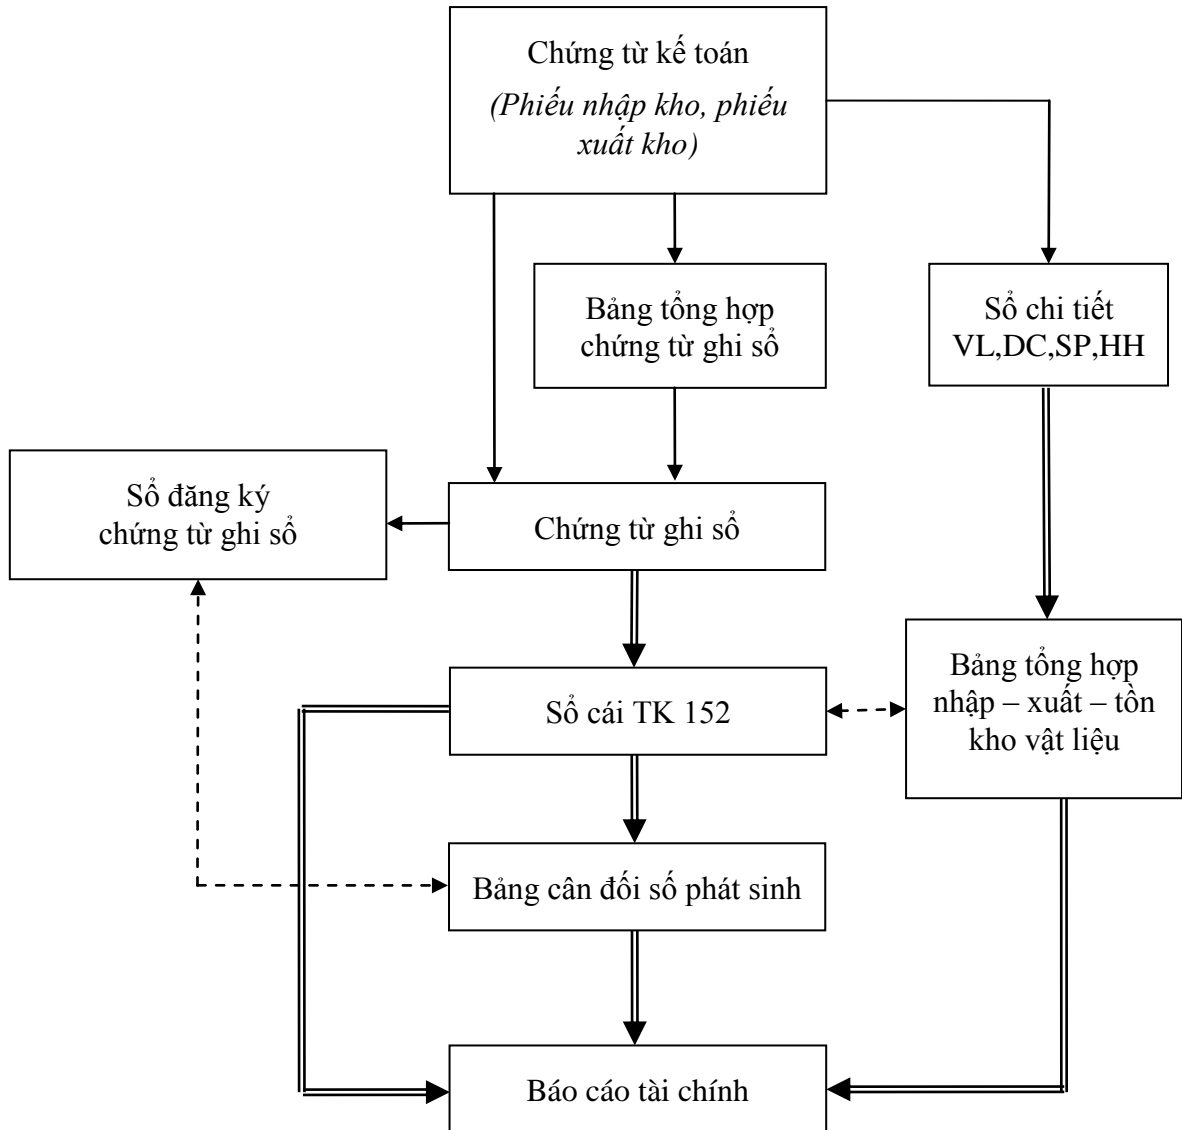 Chứng từ kế toán
(Phiếu nhập kho, phiếu
xuất kho)
Bảng tổng hợp
chứng từ ghi sổ
Sổ chi tiết
VL,DC,SP,HH
Sổ đăng ký
chứng từ ghi sổ
Chứng từ ghi sổ
Sổ cái TK 152
Bảng tổng hợp
nhập – xuất – tồn
kho vật liệu
Bảng cân đối số phát sinh
Báo cáo tài chính